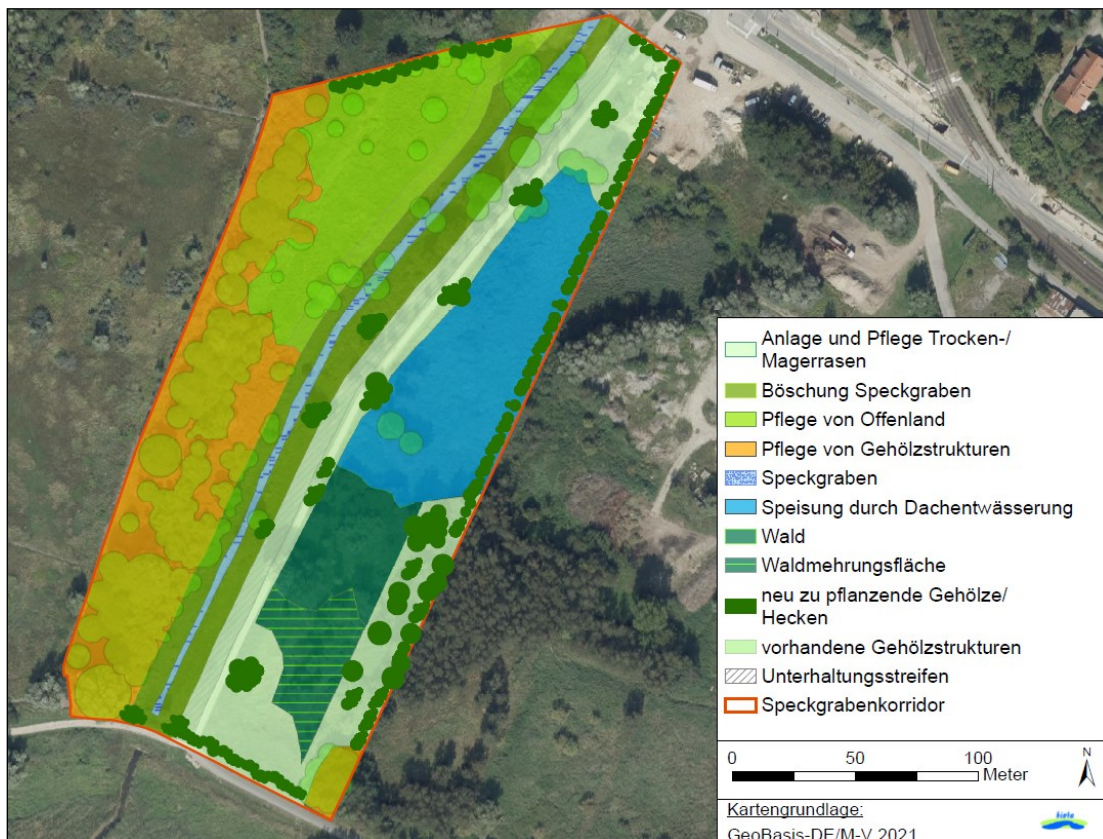 Anlage und Pflege Trocken-/
Magerrasen
Böschung Speckgraben
Pflege von Offenland
Pflege von Gehölzstrukturen
Speckgraben
Speisung durch Dachentwässerung
Wald
Waldmehrungsfläche
neu zu pflanzende Gehölze/
Hecken
vorhandene Gehölzstrukturen
Unterhaltungsstreifen
Speckgrabenkorridor
0 50 100
Meter
N
Kartengrundlage:
GeoBasis-DE/M-V 2021